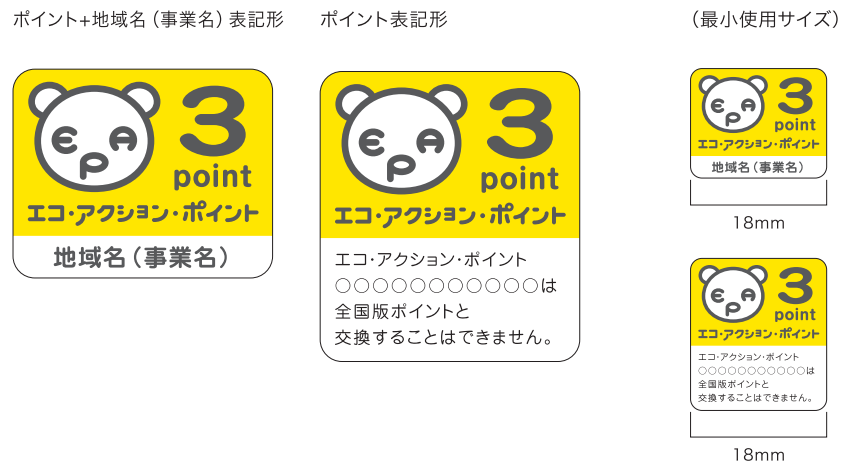 ポイント+地域名（事業名）表記形
EPA
3
point
エコ・アクション・ポイント
地域名（事業名）
ポイント表記形
EPA
3
point
エコ・アクション・ポイント
エコ・アクション・ポイント
○○○○○○○○○○○は
全国版ポイントと
交換することはできません。
（最小使用サイズ）
EPA
3
point
エコ・アクション・ポイント
地域名（事業名）
18mm
EPA
3
point
エコ・アクション・ポイント
エコ・アクション・ポイント
○○○○○○○○○○○は
全国版ポイントと
交換することはできません。
18mm